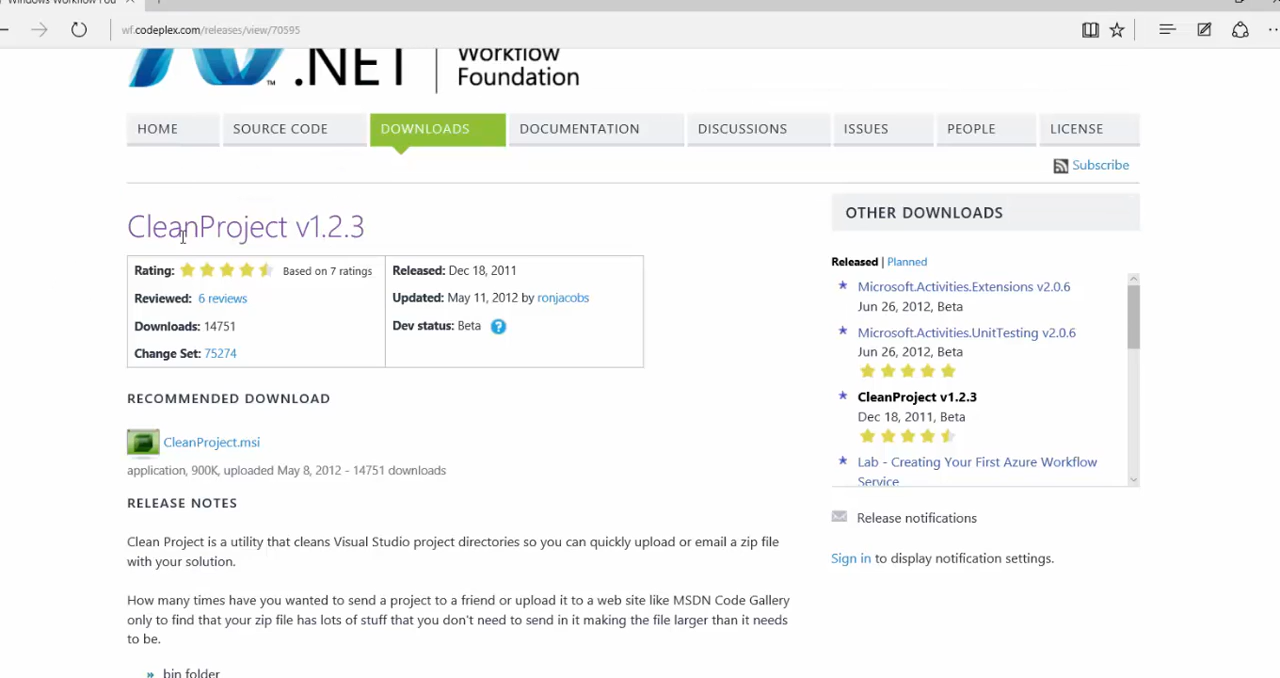 Windows Workflow Fou
wf.codeplex.com/releases/view/70595
.NET
Workflow
Foundation
HOME
SOURCE CODE
DOWNLOADS
DOCUMENTATION
DISCUSSIONS
ISSUES
PEOPLE
LICENSE
Subscribe
CleanProject v1.2.3
Rating: Based on 7 ratings
Reviewed: 6 reviews
Downloads: 14751
Change Set: 75274
Released: Dec 18, 2011
Updated: May 11, 2012 by ronjacobs
Dev status: Beta ?
RECOMMENDED DOWNLOAD
CleanProject.msi
application, 900K, uploaded May 8, 2012 - 14751 downloads
RELEASE NOTES
Clean Project is a utility that cleans Visual Studio project directories so you can quickly upload or email a zip file
with your solution.
How many times have you wanted to send a project to a friend or upload it to a web site like MSDN Code Gallery
only to find that your zip file has lots of stuff that you don't need to send in it making the file larger than it needs
to be.
» bin folder
OTHER DOWNLOADS
Released | Planned
Microsoft.Activities.Extensions v2.0.6
Jun 26, 2012, Beta
Microsoft.Activities.UnitTesting v2.0.6
Jun 26, 2012, Beta
CleanProject v1.2.3
Dec 18, 2011, Beta
Lab - Creating Your First Azure Workflow
Service
Release notifications
Sign in to display notification settings.